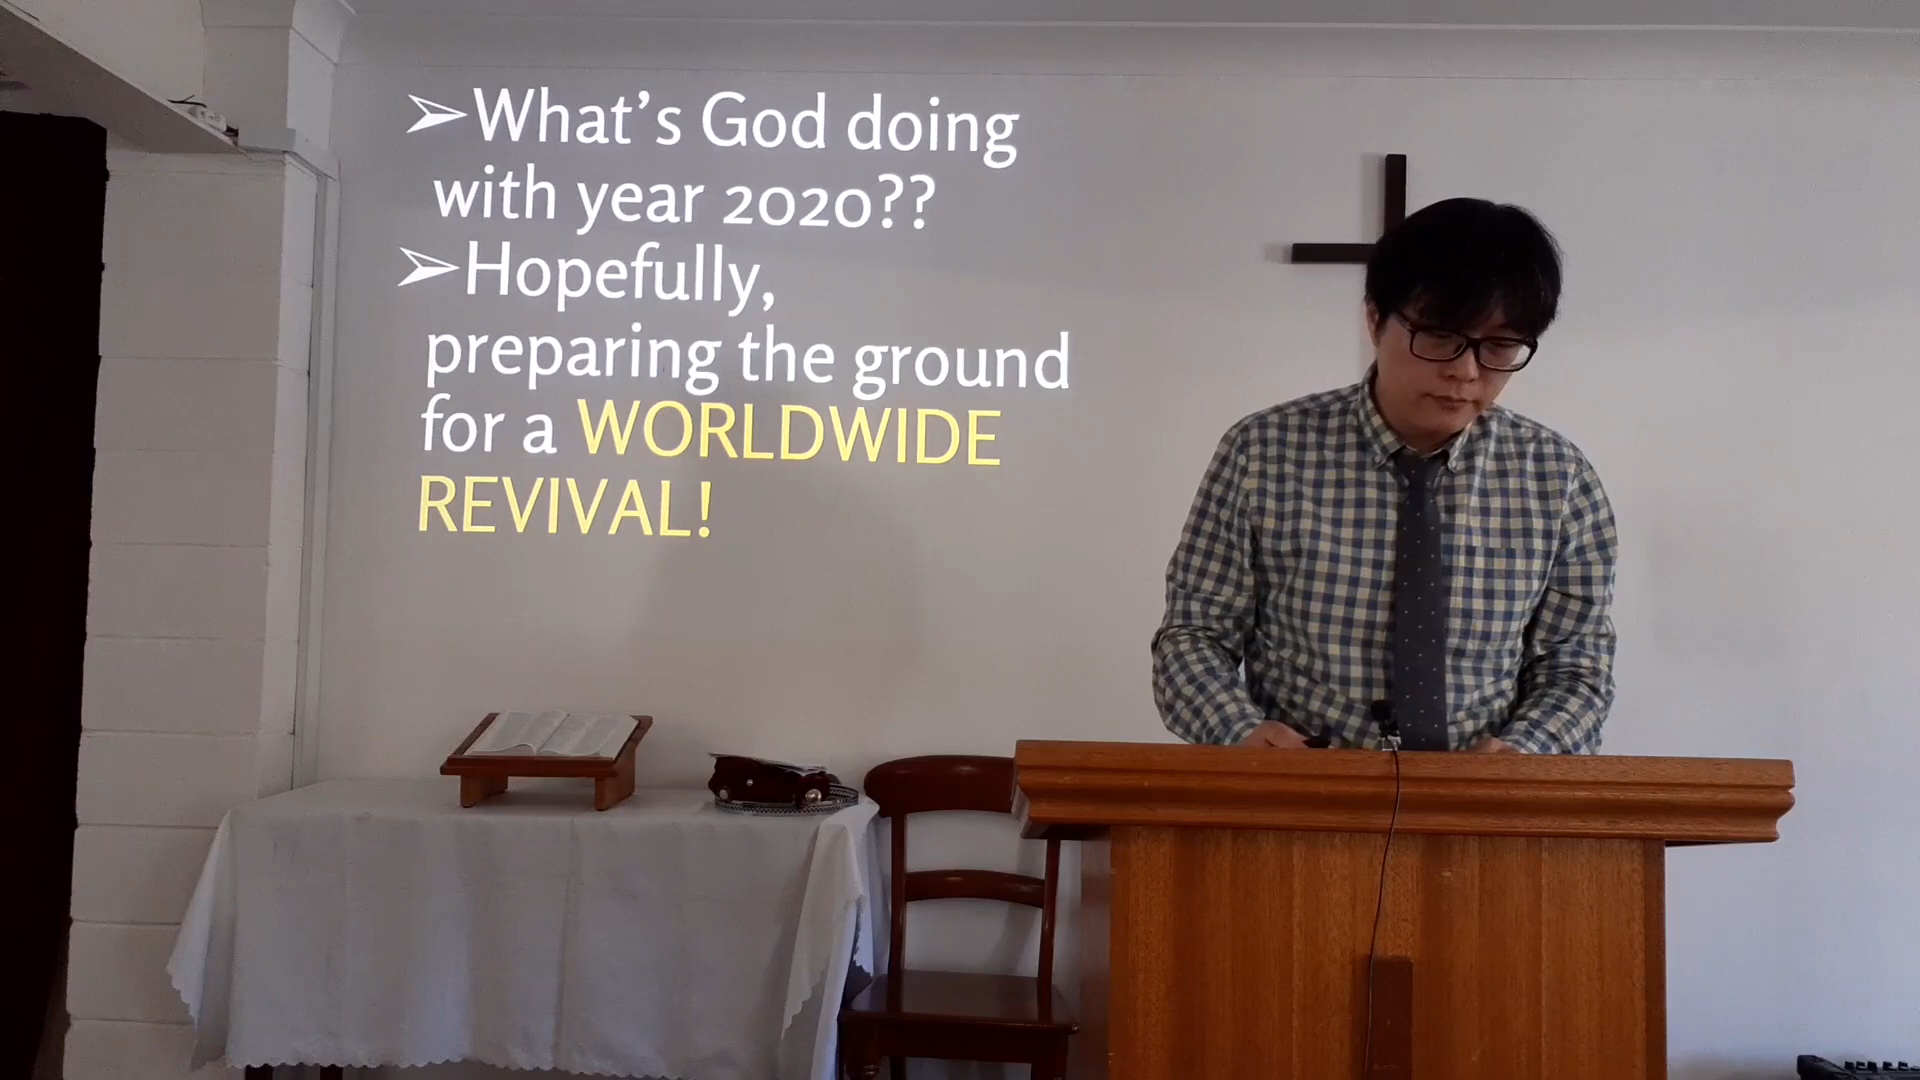 ➢What's God doing
with year 2020??
➢Hopefully,
preparing the ground
for a WORLDWIDE
REVIVAL!